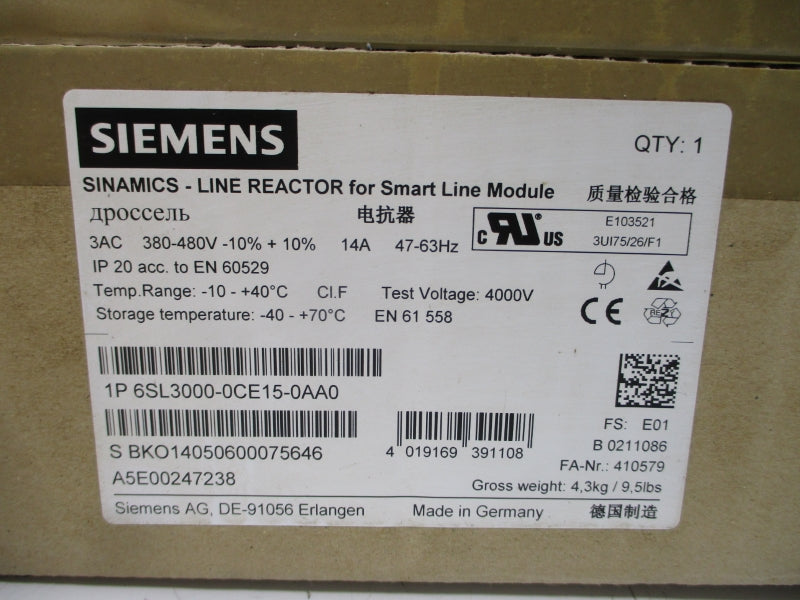 SIEMENS
QTY: 1
SINAMICS - LINE REACTOR for Smart Line Module
质量检验合格
дроссель 电抗器
3AC 380-480V -10% + 10% 14A 47-63Hz
c RU US
E103521
3UI75/26/F1
IP 20 acc. to EN 60529
Temp.Range: -10 - +40°C Cl.F Test Voltage: 4000V
Storage temperature: -40 - +70°C EN 61 558
CE
REZY
1P 6SL3000-0CE15-0AA0
S BKO14050600075646
4 019169 391108
A5E00247238
FS: E01
B 0211086
FA-Nr.: 410579
Gross weight: 4,3kg / 9,5lbs
Siemens AG, DE-91056 Erlangen Made in Germany 德国制造